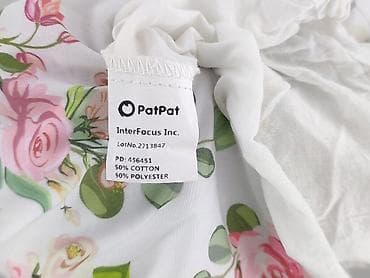 PatPat
InterFocus Inc.
LotNo.2213847
PD: 456451
50% COTTON
50% POLYESTER